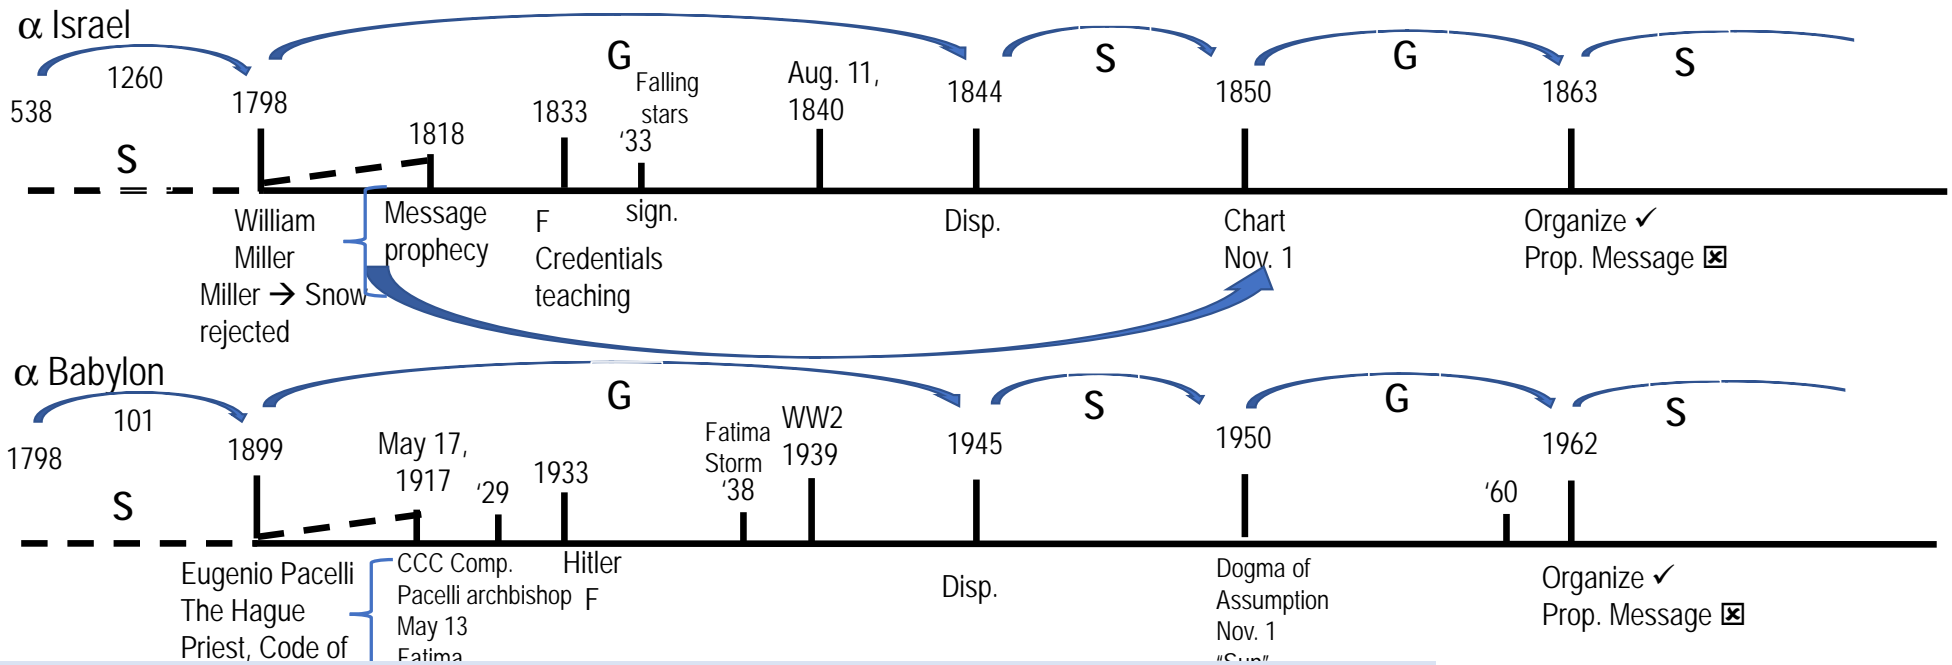 α Israel
G
S
G
S
1260
538
1798
1818
1833
Falling
stars
‘33
Aug. 11,
1840
1844
1850
1863
S
William
Miller
Miller → Snow
rejected
Message
prophecy
F
Credentials
teaching
sign.
Disp.
Chart
Nov. 1
Organize ✓
Prop. Message ☒
α Babylon
G
S
G
S
101
1798
1899
May 17,
1917
‘29
1933
Fatima
Storm
‘38
WW2
1939
1945
1950
‘60
1962
S
Eugenio Pacelli
The Hague
Priest, Code of
CCC Comp.
Pacelli archbishop
May 13
Fatima
Hitler
F
Disp.
Dogma of
Assumption
Nov. 1
“Sun”
Organize ✓
Prop. Message ☒